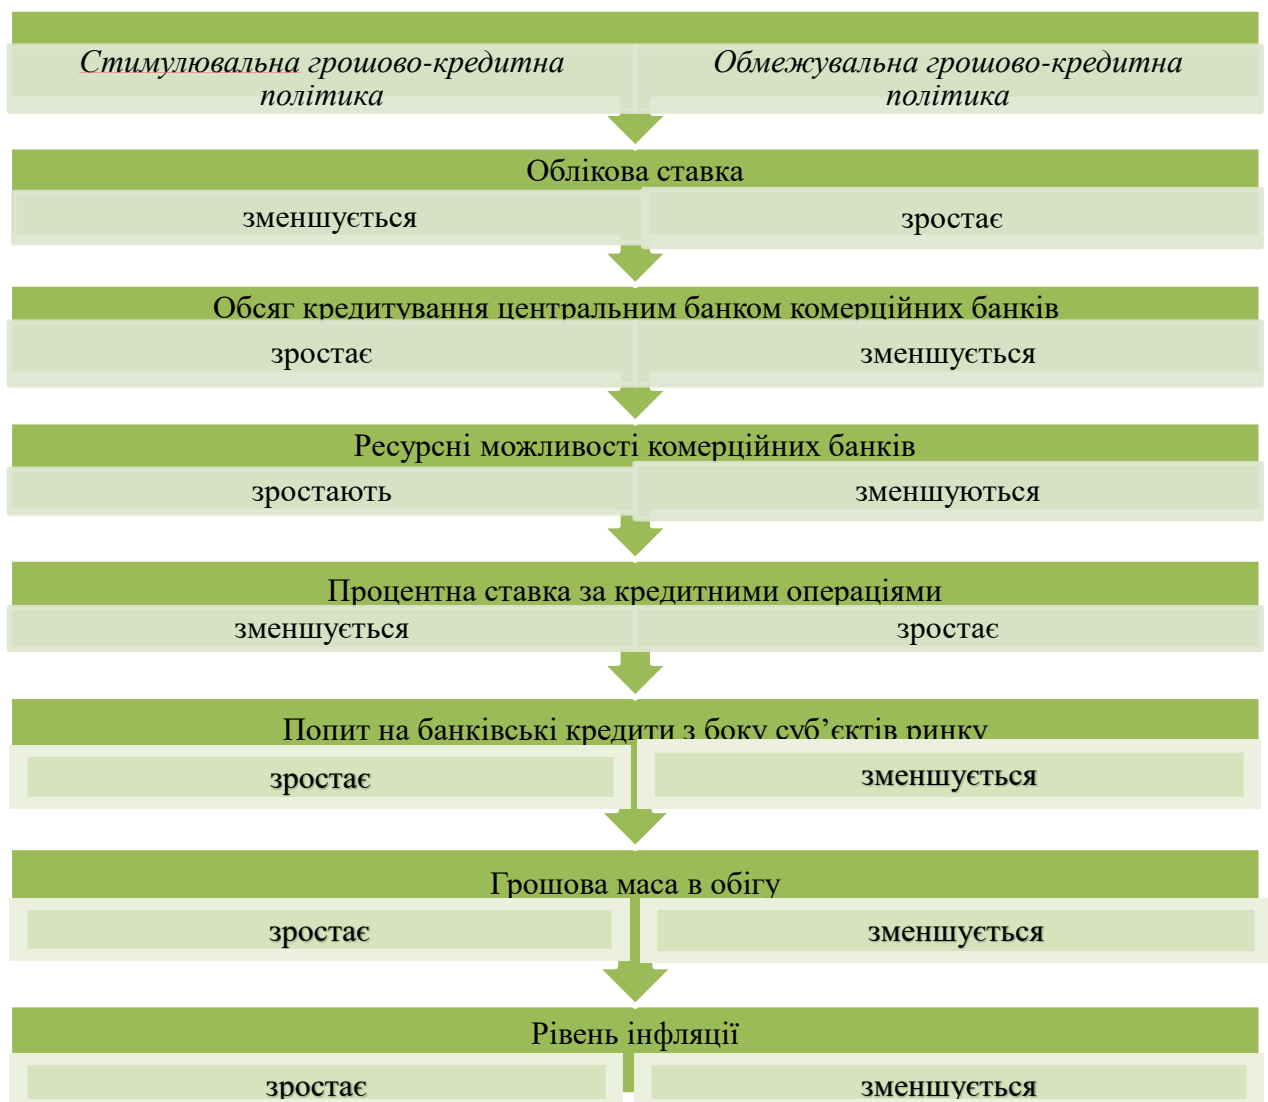 Стимулювальна грошово-кредитна
політика
Обмежувальна грошово-кредитна
політика
Облікова ставка
зменшується
зростає
Обсяг кредитування центральним банком комерційних банків
зростає
зменшується
Ресурсні можливості комерційних банків
зростають
зменшуються
Процентна ставка за кредитними операціями
зменшується
зростає
Попит на банківські кредити з боку суб’єктів ринку
зростає
зменшується
Грошова маса в обігу
зростає
зменшується
Рівень інфляції
зростає
зменшується